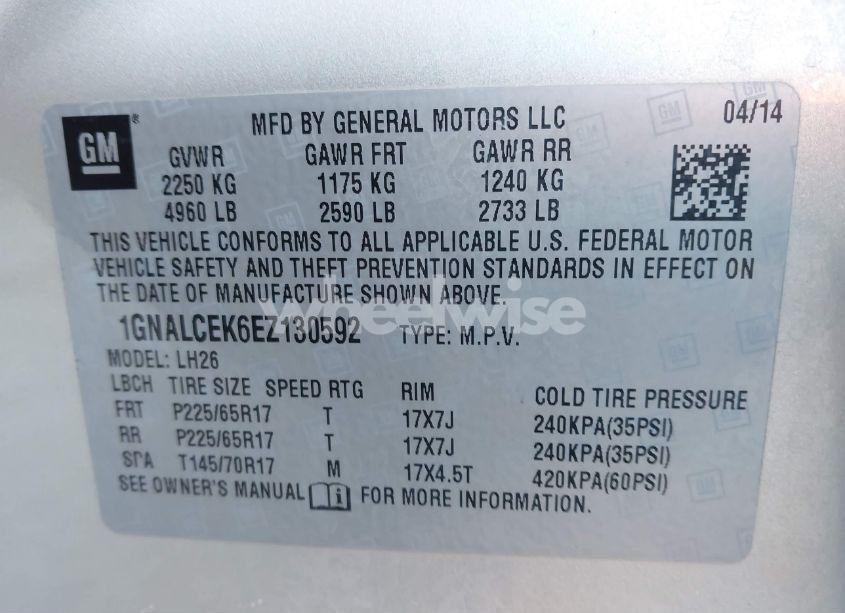 GM ® MFD BY GENERAL MOTORS LLC 04/14
GVWR GAWR FRT GAWR RR
2250 KG 1175 KG 1240 KG
4960 LB 2590 LB 2733 LB
THIS VEHICLE CONFORMS TO ALL APPLICABLE U.S. FEDERAL MOTOR
VEHICLE SAFETY AND THEFT PREVENTION STANDARDS IN EFFECT ON
THE DATE OF MANUFACTURE SHOWN ABOVE.
wheelwise
1GNALCEK6EZ130592 TYPE: M.P.V.
MODEL: LH26
LBCH TIRE SIZE SPEED RTG RIM COLD TIRE PRESSURE
FRT P225/65R17 T 17X7J 240KPA(35PSI)
RR P225/65R17 T 17X7J 240KPA(35PSI)
SPA T145/70R17 M 17X4.5T 420KPA(60PSI)
SEE OWNER'S MANUAL i FOR MORE INFORMATION.